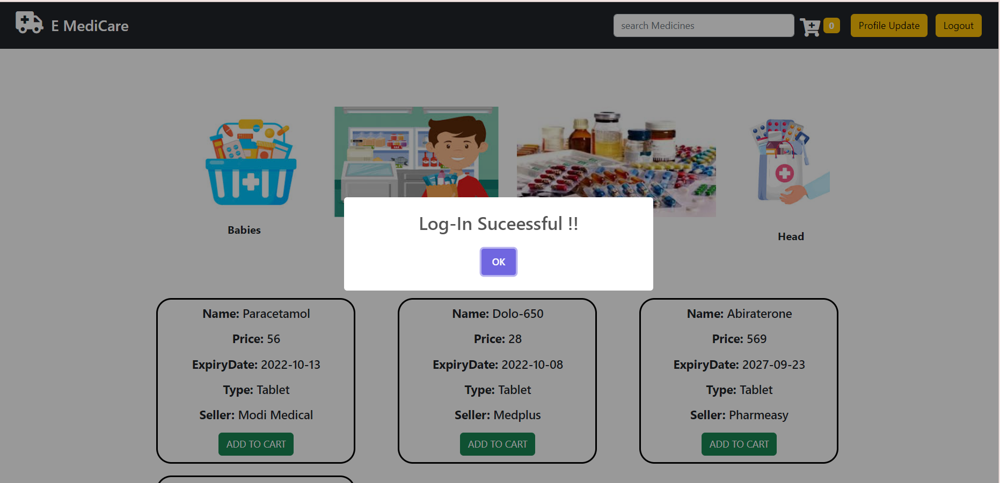 E MediCare
search Medicines
0
Profile Update
Logout
Babies
Head
Log-In Suceessful !!
OK
Name: Paracetamol
Price: 56
ExpiryDate: 2022-10-13
Type: Tablet
Seller: Modi Medical
ADD TO CART
Name: Dolo-650
Price: 28
ExpiryDate: 2022-10-08
Type: Tablet
Seller: Medplus
ADD TO CART
Name: Abiraterone
Price: 569
ExpiryDate: 2027-09-23
Type: Tablet
Seller: Pharmeasy
ADD TO CART